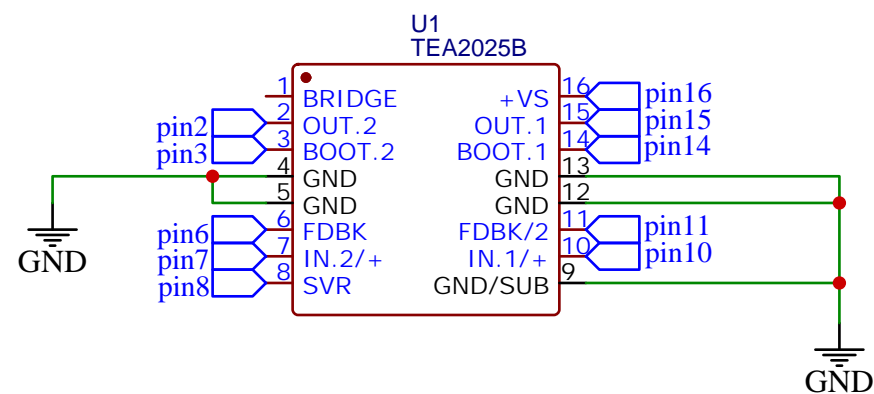 U1
TEA2025B
1 BRIDGE +VS 16 pin16
pin2 2 OUT.2 OUT.1 15 pin15
pin3 3 BOOT.2 BOOT.1 14 pin14
4 GND GND 13
5 GND GND 12
pin6 6 FDBK FDBK/2 11 pin11
pin7 7 IN.2/+ IN.1/+ 10 pin10
pin8 8 SVR GND/SUB 9
GND
GND